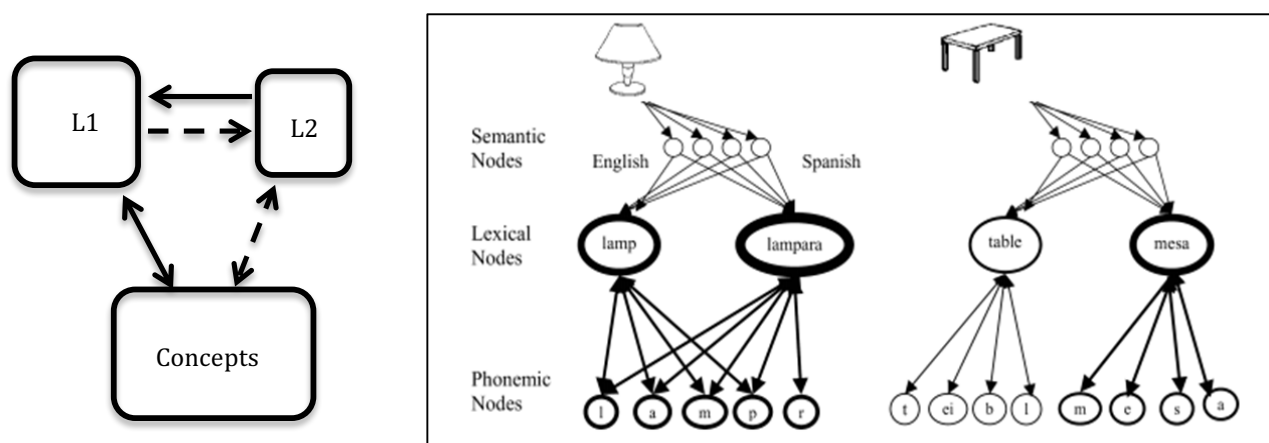 L1
L2
Concepts
Semantic
Nodes
English
Spanish
Lexical
Nodes
lamp
lampara
table
mesa
Phonemic
Nodes
l
a
m
p
r
t
ei
b
l
m
e
s
a